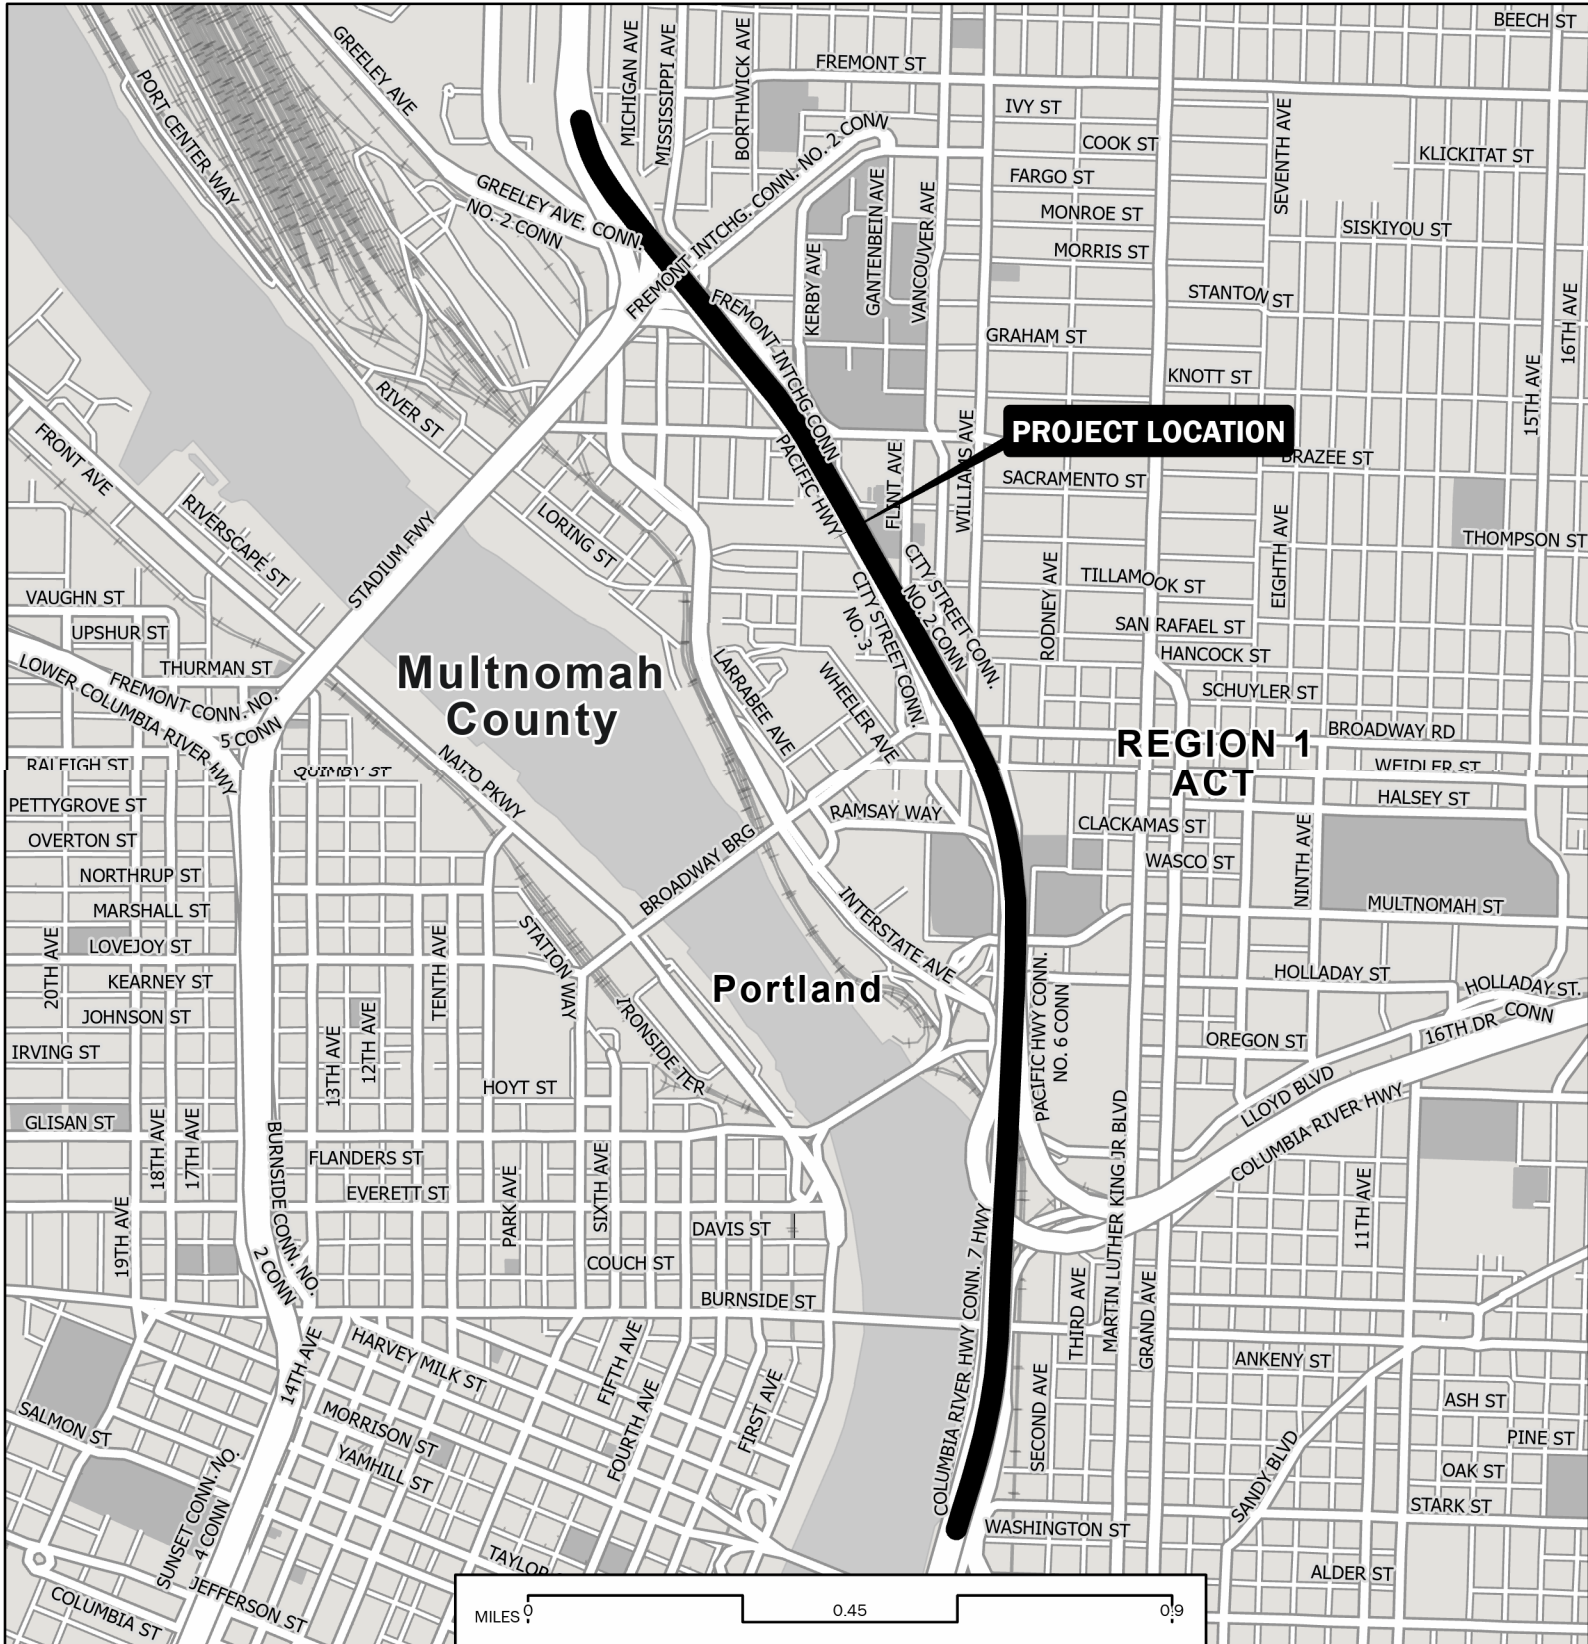 BEECH ST
GREELEY AVE
MICHIGAN AVE
MISSISSIPPI AVE
BORTHWICK AVE
FREMONT ST
PORT CENTER WAY
IVY ST
SEVENTH AVE
COOK ST
KLICKITAT ST
FREMONT INTCHG. CONN. NO. 2 CONN
GREELEY AVE. CONN.
NO. 2 CONN
FARGO ST
GANTENBEIN AVE
VANCOUVER AVE
MONROE ST
SISKIYOU ST
MORRIS ST
KERBY AVE
STANTON ST
16TH AVE
FREMONT INTCHG CONN
GRAHAM ST
KNOTT ST
15TH AVE
RIVER ST
FRONT AVE
PACIFIC HWY
PROJECT LOCATION
WILLIAMS AVE
FLINT AVE
BRAZEE ST
SACRAMENTO ST
RIVERSCAPE ST
LORING ST
STADIUM FWY
EIGHTH AVE
THOMPSON ST
CITY STREET CONN.
NO. 2 CONN
CITY STREET CONN.
NO. 3
RODNEY AVE
TILLAMOOK ST
VAUGHN ST
UPSHUR ST
SAN RAFAEL ST
THURMAN ST
HANCOCK ST
LOWER COLUMBIA RIVER HWY
FREMONT CONN. NO.
5 CONN
Multnomah
County
LARRABEE AVE
WHEELER AVE
SCHUYLER ST
BROADWAY RD
REGION 1
ACT
RALEIGH ST
QUIMBY ST
NAITO PKWY
WEIDLER ST
PETTYGROVE ST
HALSEY ST
OVERTON ST
BROADWAY BRG
RAMSAY WAY
CLACKAMAS ST
WASCO ST
NINTH AVE
NORTHRUP ST
MARSHALL ST
MULTNOMAH ST
LOVEJOY ST
20TH AVE
TENTH AVE
STATION WAY
INTERSTATE AVE
KEARNEY ST
Portland
PACIFIC HWY CONN.
NO. 6 CONN
HOLLADAY ST
HOLLADAY ST.
CONN
JOHNSON ST
13TH AVE
12TH AVE
IRONSIDE TER
16TH DR
OREGON ST
IRVING ST
HOYT ST
LLOYD BLVD
COLUMBIA RIVER HWY
GLISAN ST
18TH AVE
17TH AVE
BURNSIDE CONN. NO.
2 CONN
FLANDERS ST
EVERETT ST
PARK AVE
SIXTH AVE
MARTIN LUTHER KING JR BLVD
19TH AVE
DAVIS ST
11TH AVE
COUCH ST
COLUMBIA RIVER HWY CONN. 7 HWY
THIRD AVE
GRAND AVE
BURNSIDE ST
14TH AVE
HARVEY MILK ST
FIFTH AVE
FOURTH AVE
FIRST AVE
SECOND AVE
ANKENY ST
ASH ST
SALMON ST
MORRISON ST
YAMHILL ST
PINE ST
SANDY BLVD
OAK ST
STARK ST
SUNSET CONN. NO.
4 CONN
WASHINGTON ST
TAYLOR
ALDER ST
JEFFERSON ST
COLUMBIA ST
MILES
0
0.45
0.9